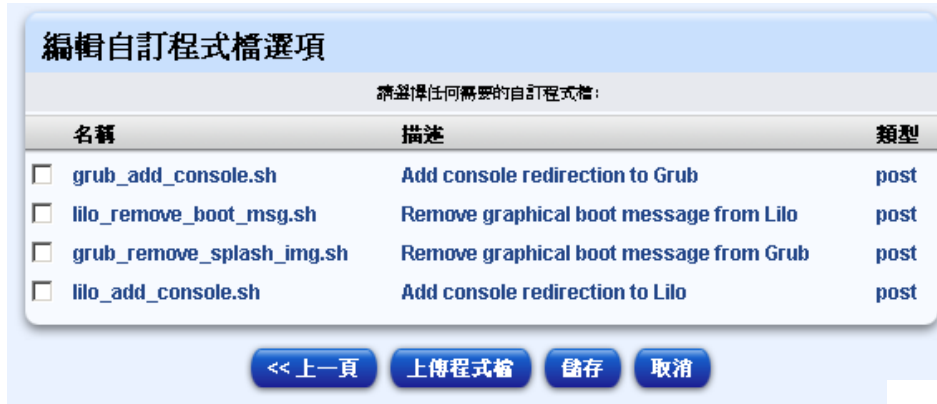 編輯自訂程式檔選項
請選擇任何需要的自訂程式檔:
名稱 描述 類型
grub_add_console.sh Add console redirection to Grub post
lilo_remove_boot_msg.sh Remove graphical boot message from Lilo post
grub_remove_splash_img.sh Remove graphical boot message from Grub post
lilo_add_console.sh Add console redirection to Lilo post
<< 上一頁 上傳程式檔 儲存 取消